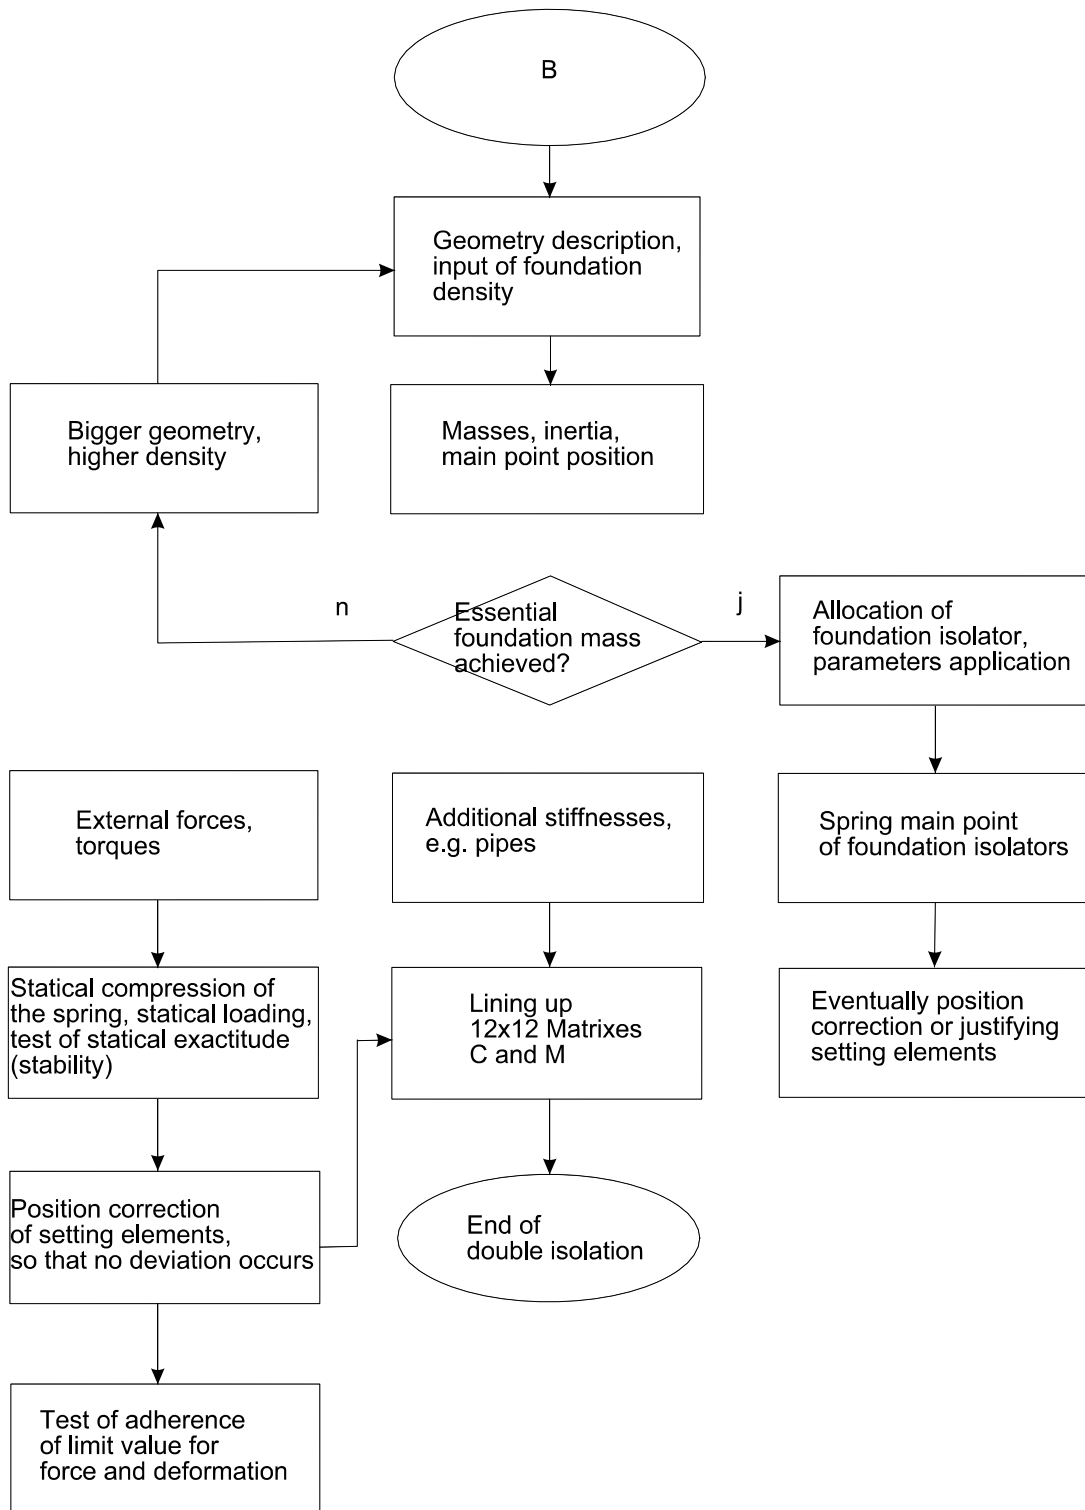 B
Geometry description,
input of foundation
density
Bigger geometry,
higher density
Masses, inertia,
main point position
n
Essential
foundation mass
achieved?
j
Allocation of
foundation isolator,
parameters application
External forces,
torques
Additional stiffnesses,
e.g. pipes
Spring main point
of foundation isolators
Statical compression of
the spring, statical loading,
test of statical exactitude
(stability)
Lining up
12x12 Matrixes
C and M
Eventually position
correction or justifying
setting elements
Position correction
of setting elements,
so that no deviation occurs
End of
double isolation
Test of adherence
of limit value for
force and deformation